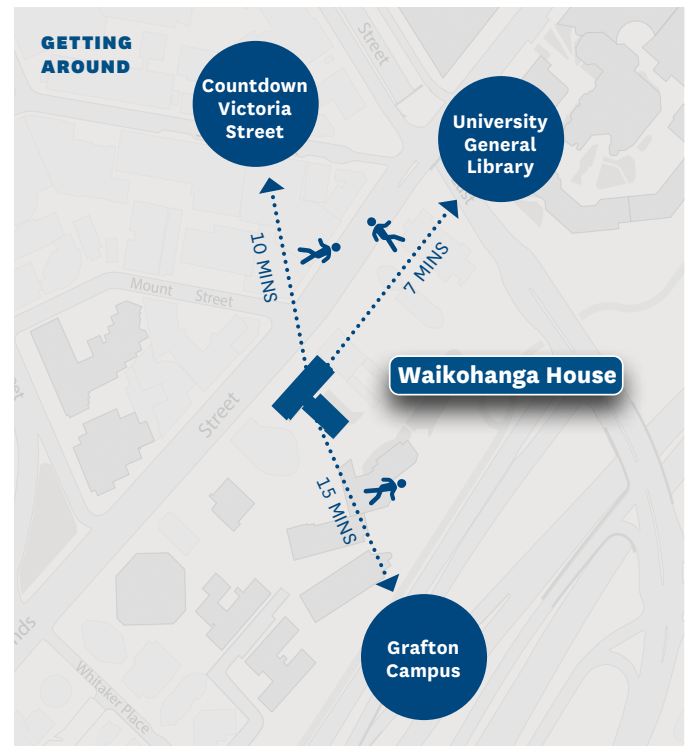 GETTING
AROUND
Countdown
Victoria
Street
Street
University
General
Library
10 MINS
7 MINS
Mount Street
Waikohanga House
Street
15 MINS
Grafton
Campus
Whitaker Place